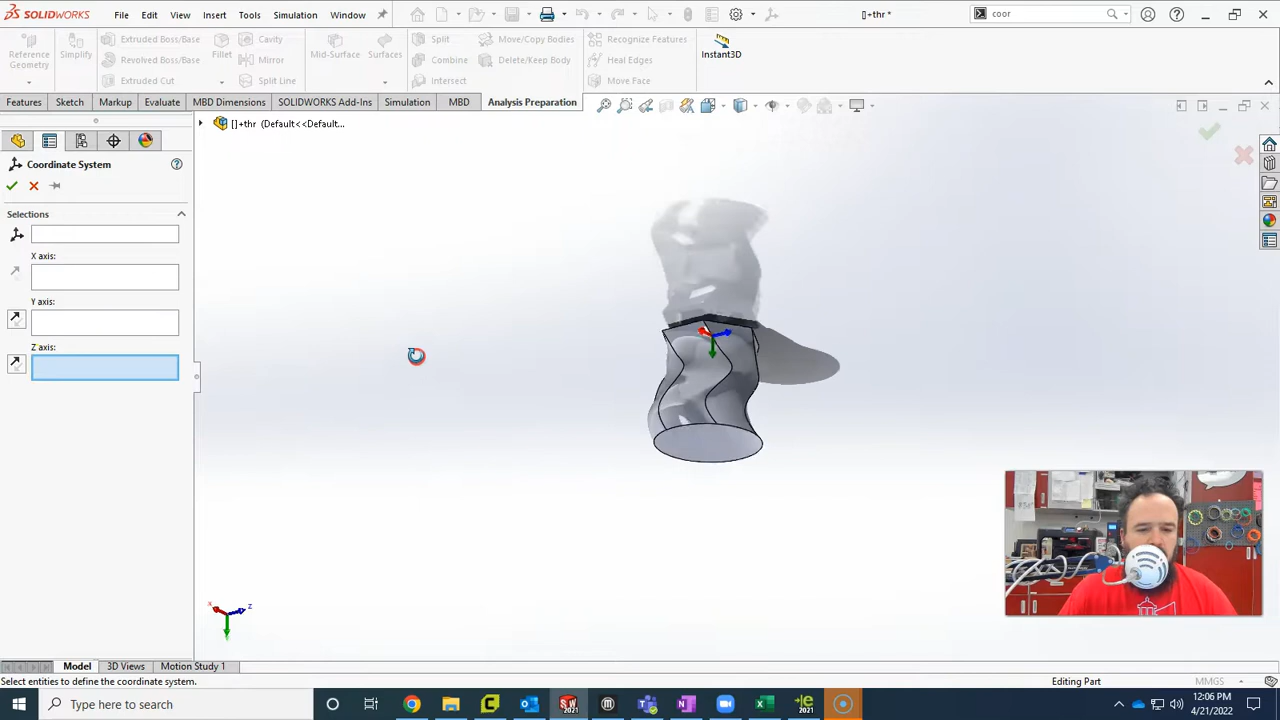 SOLIDWORKS
File
Edit
View
Insert
Tools
Simulation
Window
[]+thr *
coor
Reference Geometry
Simplify
Extruded Boss/Base
Revolved Boss/Base
Extruded Cut
Fillet
Cavity
Mirror
Split Line
Mid-Surface
Surfaces
Split
Combine
Intersect
Move/Copy Bodies
Delete/Keep Body
Recognize Features
Heal Edges
Move Face
Instant3D
Features
Sketch
Markup
Evaluate
MBD Dimensions
SOLIDWORKS Add-Ins
Simulation
MBD
Analysis Preparation
[]+thr (Default<<Default...
Coordinate System
Selections
X axis:
Y axis:
Z axis:
x
z
Model
3D Views
Motion Study 1
Select entities to define the coordinate system.
Editing Part
MMGS
Type here to search
SW
2021
2021
12:06 PM
4/21/2022